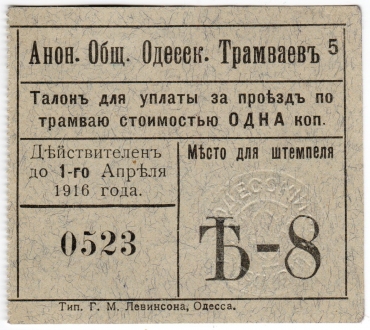 Анон. Общ. Одесск. Трамваевъ 5
Талон для уплаты за проѣздъ по
трамваю стоимостью ОДНА коп.
Дѣйствителенъ
до 1-го Апрѣля
1916 года.
0523
Мѣсто для штемпеля
Ѣ-8
Тип. Г. М. Левинсона, Одесса.